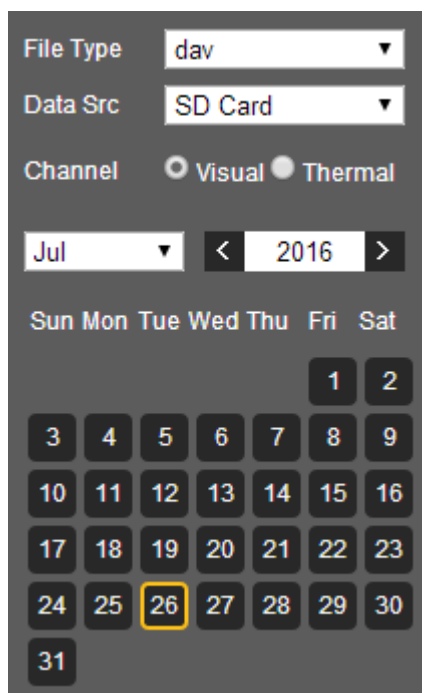 File Type dav
Data Src SD Card
Channel Visual Thermal
Jul < 2016 >
Sun Mon Tue Wed Thu Fri Sat
1 2
3 4 5 6 7 8 9
10 11 12 13 14 15 16
17 18 19 20 21 22 23
24 25 26 27 28 29 30
31